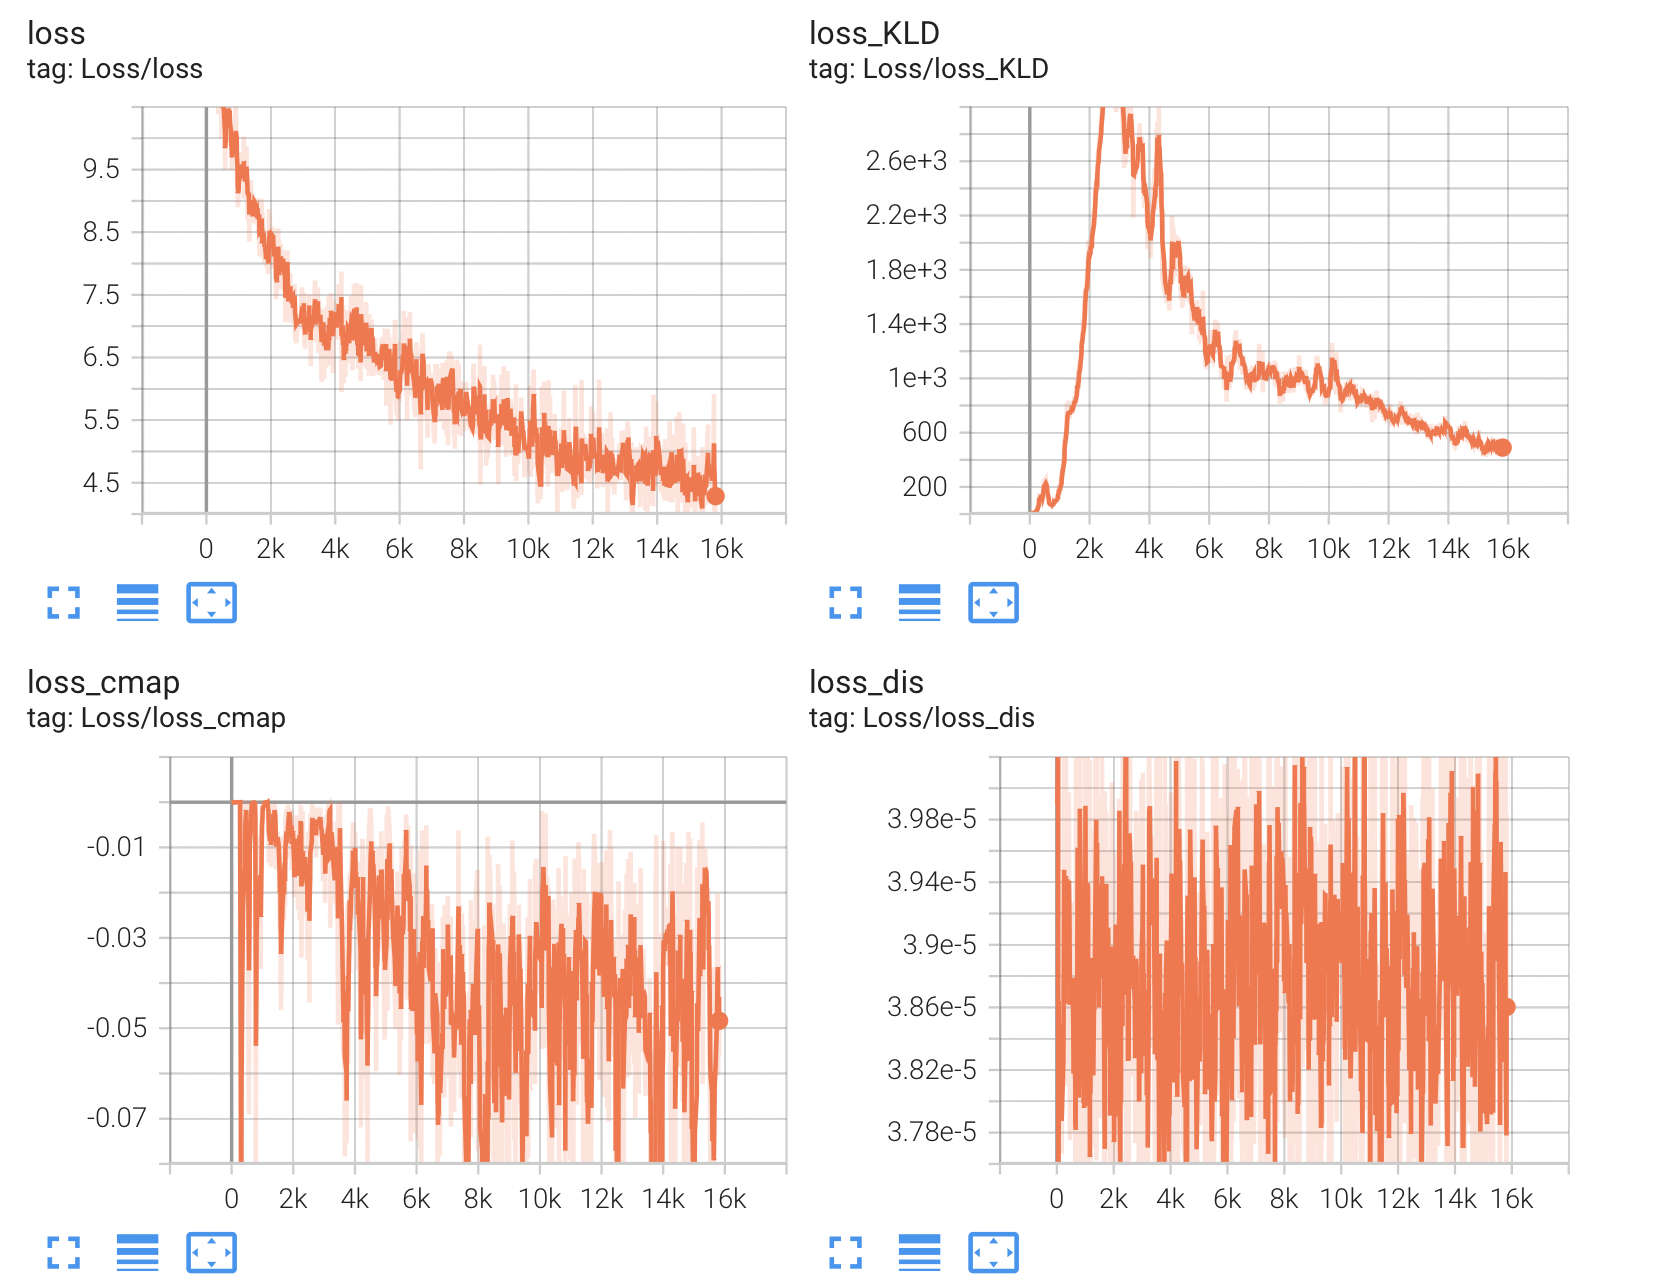 loss
tag: Loss/loss
9.5
8.5
7.5
6.5
5.5
4.5
0 2k 4k 6k 8k 10k 12k 14k 16k
loss_KLD
tag: Loss/loss_KLD
2.6e+3
2.2e+3
1.8e+3
1.4e+3
1e+3
600
200
0 2k 4k 6k 8k 10k 12k 14k 16k
loss_cmap
tag: Loss/loss_cmap
-0.01
-0.03
-0.05
-0.07
0 2k 4k 6k 8k 10k 12k 14k 16k
loss_dis
tag: Loss/loss_dis
3.98e-5
3.94e-5
3.9e-5
3.86e-5
3.82e-5
3.78e-5
0 2k 4k 6k 8k 10k 12k 14k 16k